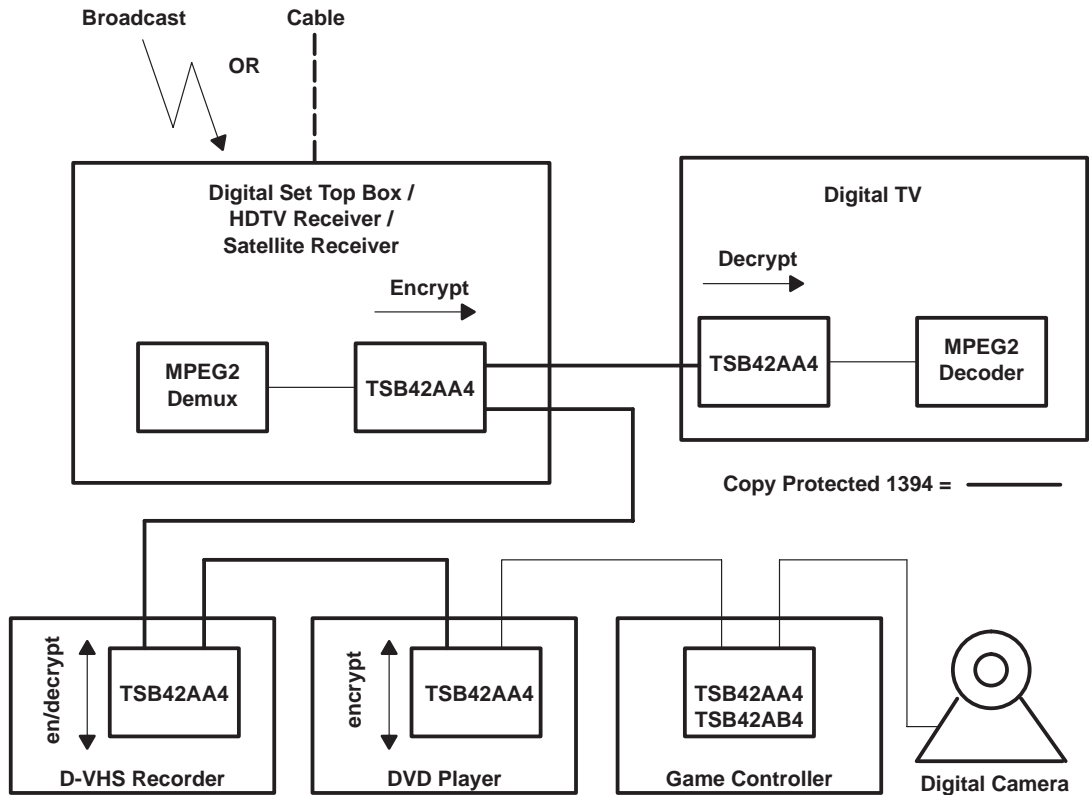 Broadcast
Cable
OR
Digital Set Top Box /
HDTV Receiver /
Satellite Receiver
Encrypt
MPEG2
Demux
TSB42AA4
Digital TV
Decrypt
TSB42AA4
MPEG2
Decoder
Copy Protected 1394 =
en/decrypt
TSB42AA4
D-VHS Recorder
encrypt
TSB42AA4
DVD Player
TSB42AA4
TSB42AB4
Game Controller
Digital Camera